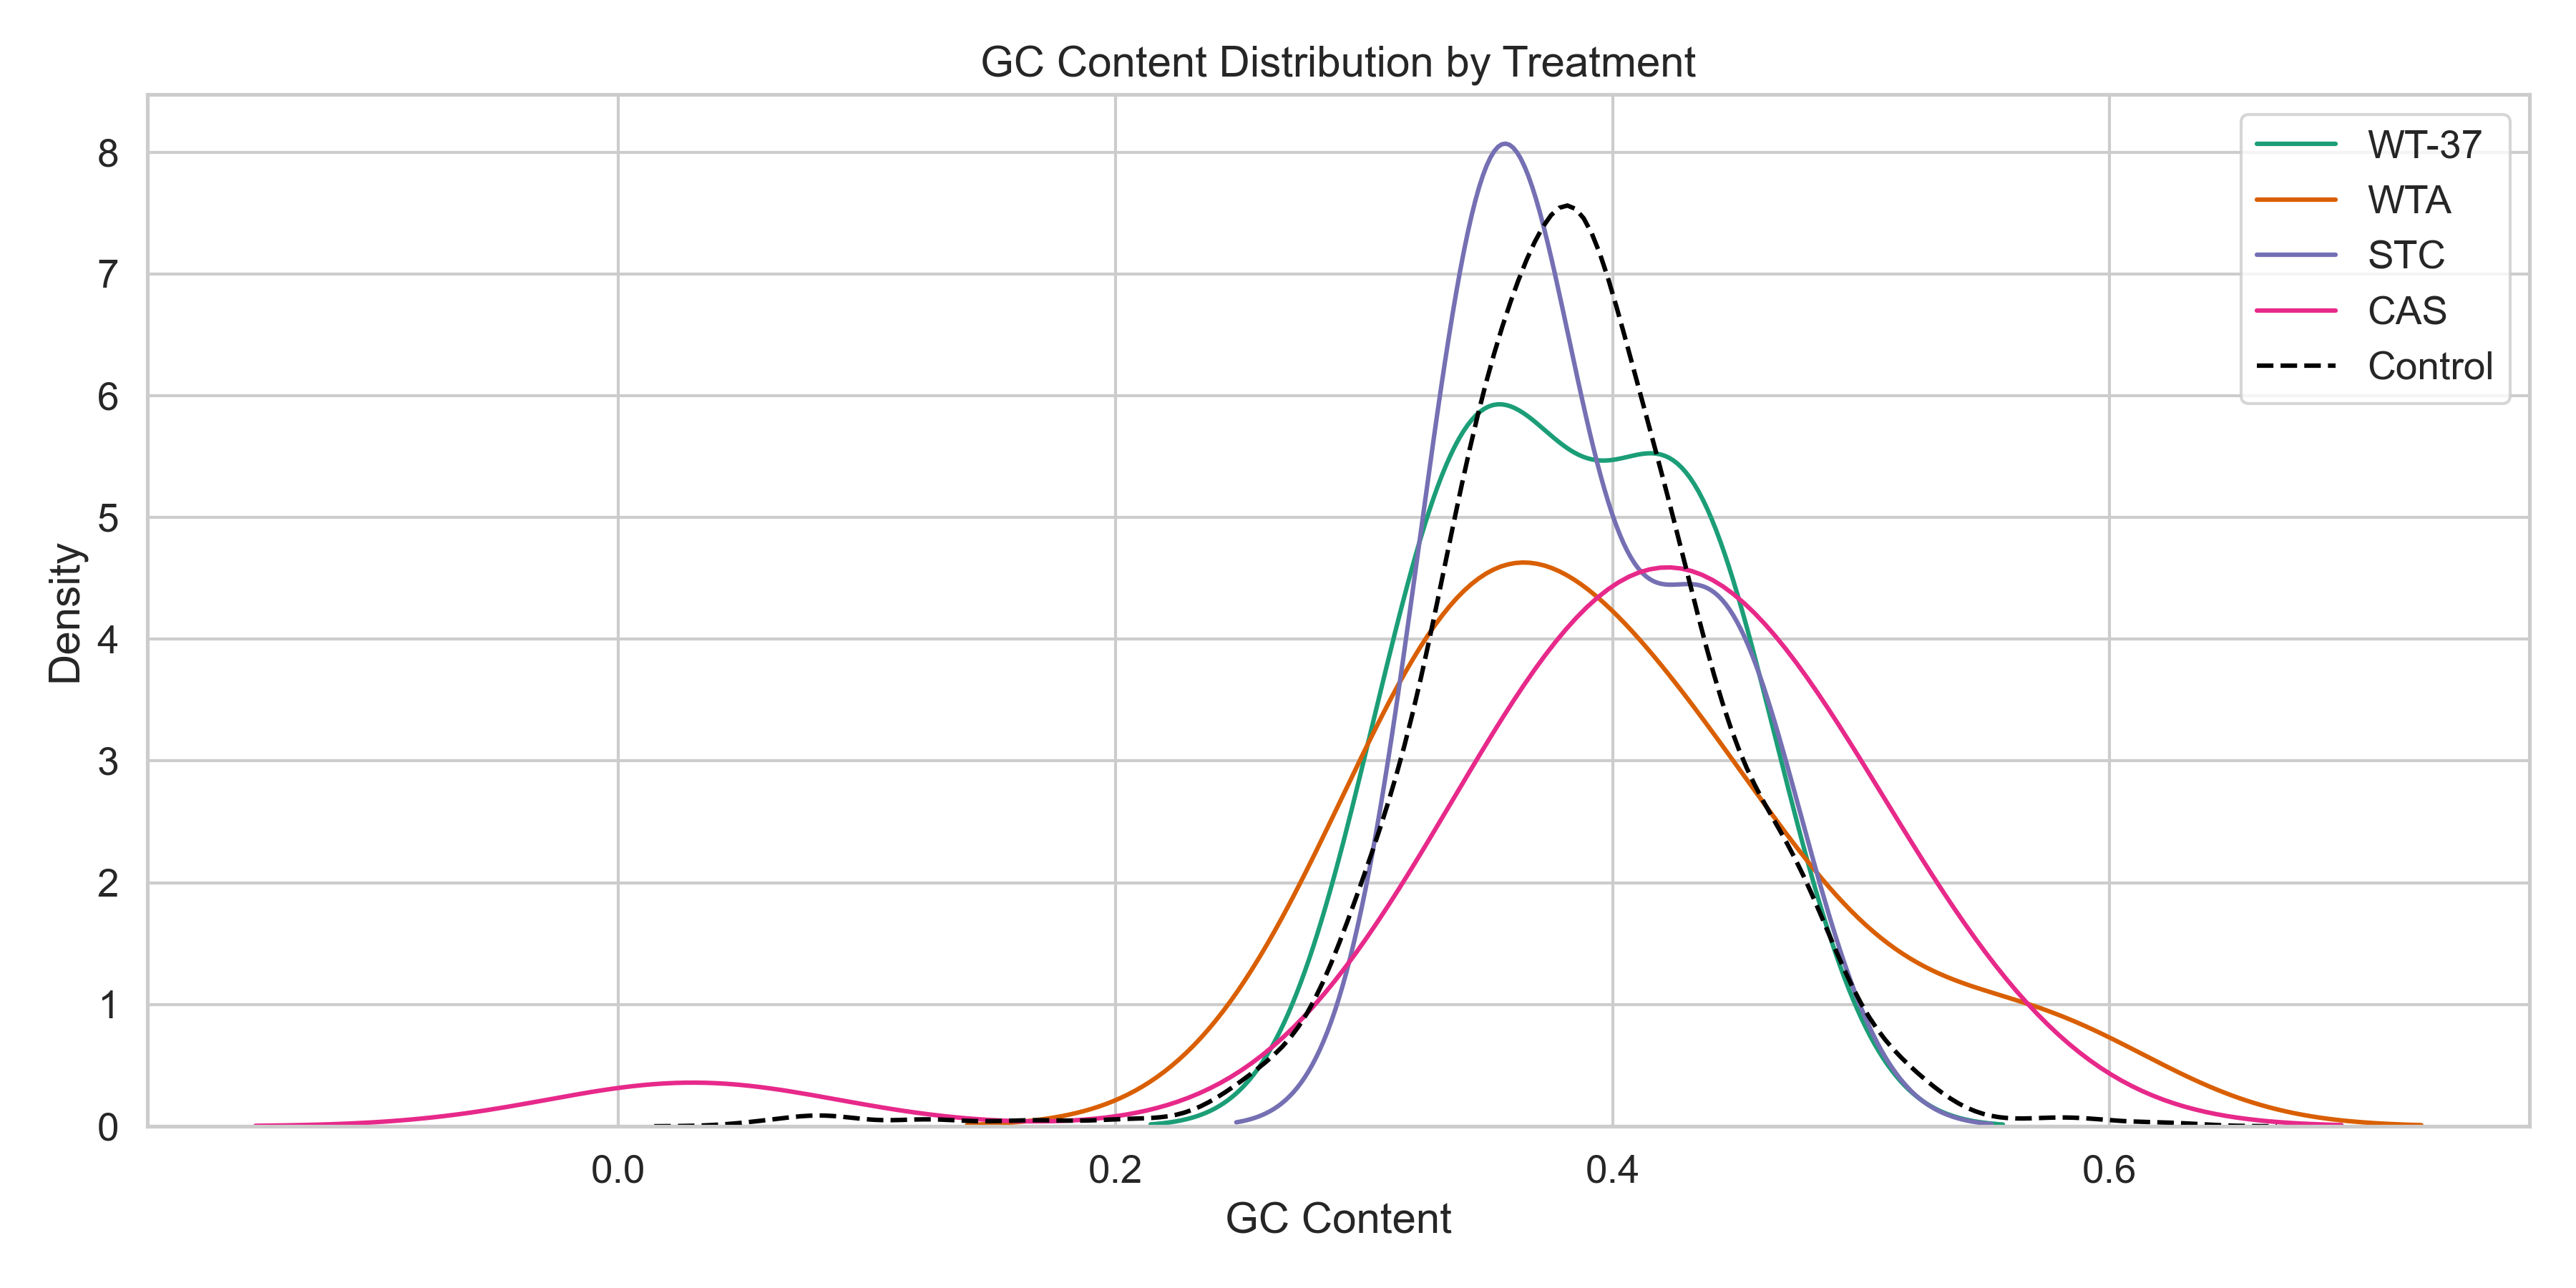 GC Content Distribution by Treatment
WT-37
WTA
STC
CAS
Control
8
7
6
5
4
3
2
1
0
Density
0.0 0.2 0.4 0.6
GC Content